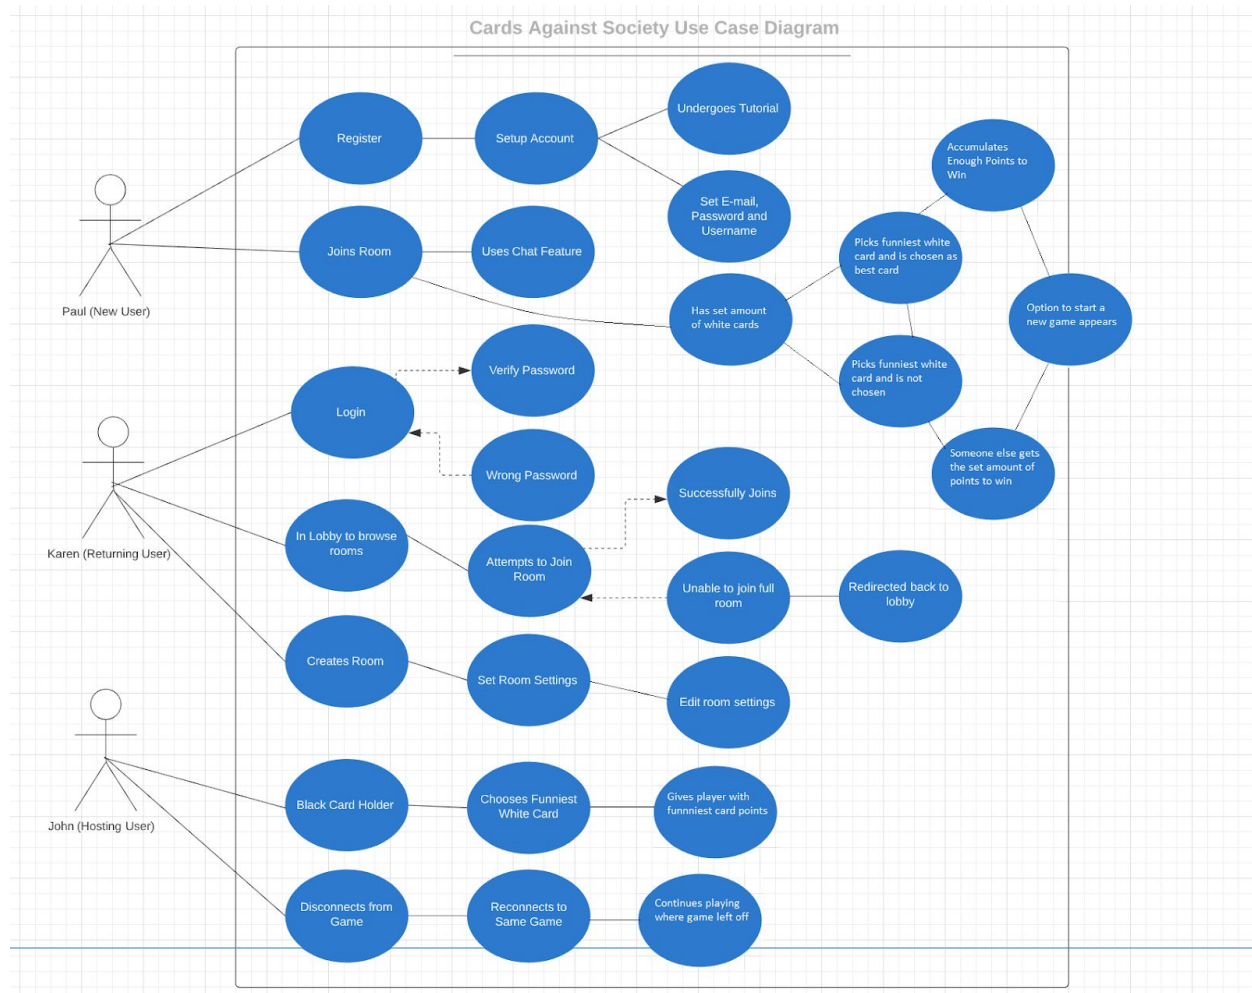 Cards Against Society Use Case Diagram
Undergoes Tutorial
Register
Setup Account
Accumulates
Enough Points to
Win
Set E-mail,
Password and
Username
Joins Room
Uses Chat Feature
Picks funniest white
card and is chosen as
best card
Paul (New User)
Has set amount
of white cards
Option to start a
new game appears
Verify Password
Picks funniest white
card and is not
chosen
Login
Wrong Password
Someone else gets
the set amount of
points to win
Successfully Joins
Karen (Returning User)
In Lobby to browse
rooms
Attempts to Join
Room
Unable to join full
room
Redirected back to
lobby
Creates Room
Set Room Settings
Edit room settings
John (Hosting User)
Black Card Holder
Chooses Funniest
White Card
Gives player with
funnniest card points
Disconnects from
Game
Reconnects to
Same Game
Continues playing
where game left off